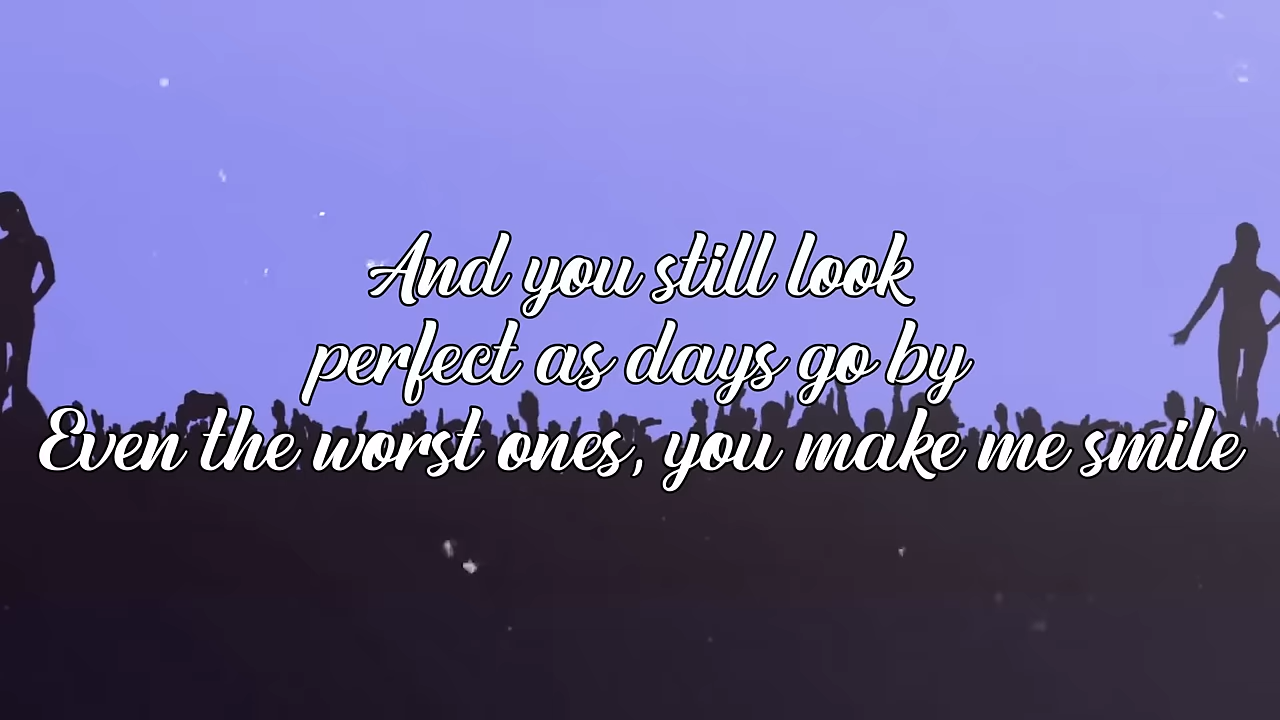 And you still look
perfect as days go by
Even the worst ones, you make me smile